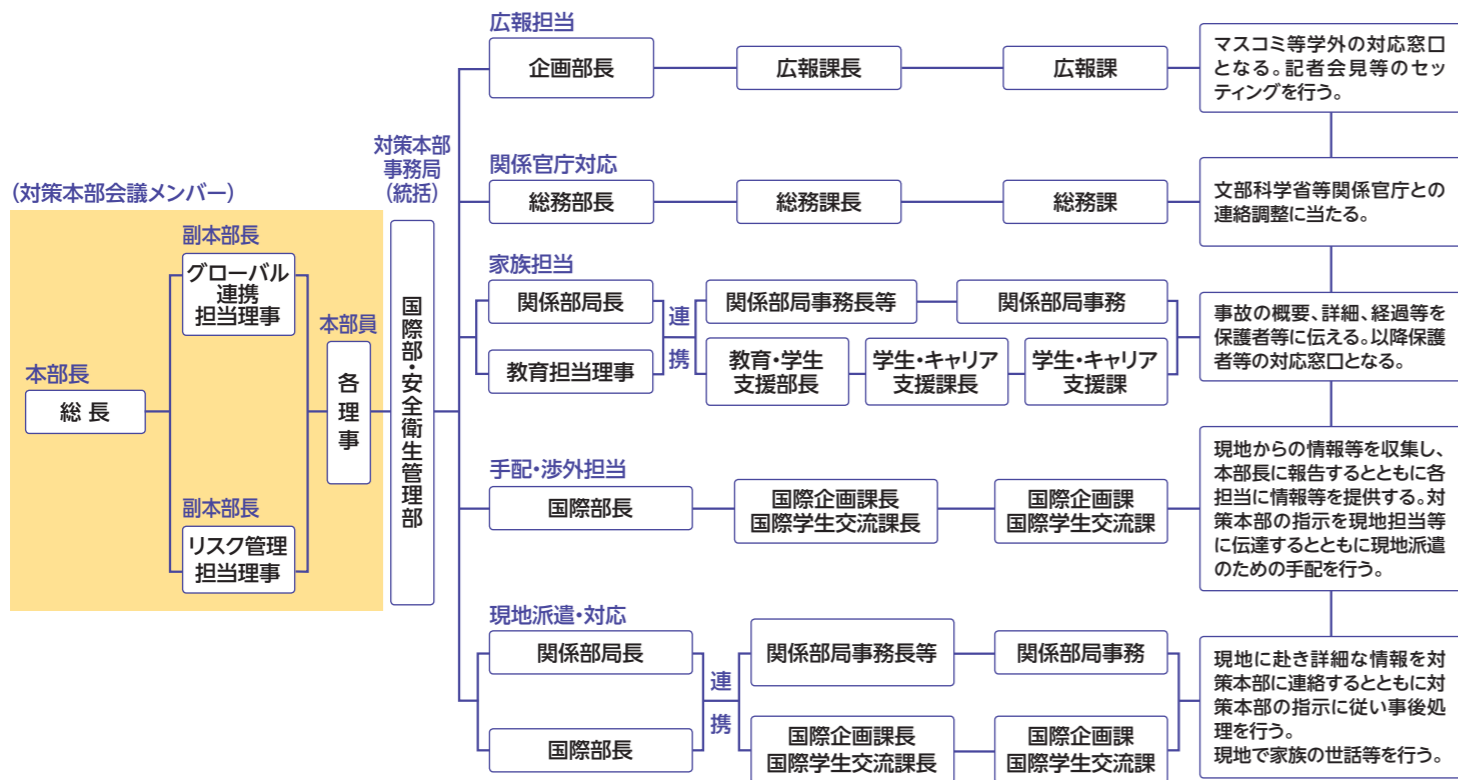 (対策本部会議メンバー)
本部長
総長
副本部長
グローバル
連携
担当理事
副本部長
リスク管理
担当理事
本部員
各理事
対策本部
事務局
(統括)
国際部・安全衛生管理部
広報担当
企画部長
広報課長
広報課
マスコミ等学外の対応窓口
となる。記者会見等のセッ
ティングを行う。
関係官庁対応
総務部長
総務課長
総務課
文部科学省等関係官庁との
連絡調整に当たる。
家族担当
関係部局長
教育担当理事
連携
関係部局事務長等
関係部局事務
教育・学生
支援部長
学生・キャリア
支援課長
学生・キャリア
支援課
事故の概要、詳細、経過等を
保護者等に伝える。以降保護
者等の対応窓口となる。
手配・渉外担当
国際部長
国際企画課長
国際学生交流課長
国際企画課
国際学生交流課
現地からの情報等を収集し、
本部長に報告するとともに各
担当に情報等を提供する。対
策本部の指示を現地担当等
に伝達するとともに現地派遣
のための手配を行う。
現地派遣・対応
関係部局長
国際部長
連携
関係部局事務長等
関係部局事務
国際企画課長
国際学生交流課長
国際企画課
国際学生交流課
現地に赴き詳細な情報を対
策本部に連絡するとともに対
策本部の指示に従い事後処
理を行う。
現地で家族の世話等を行う。